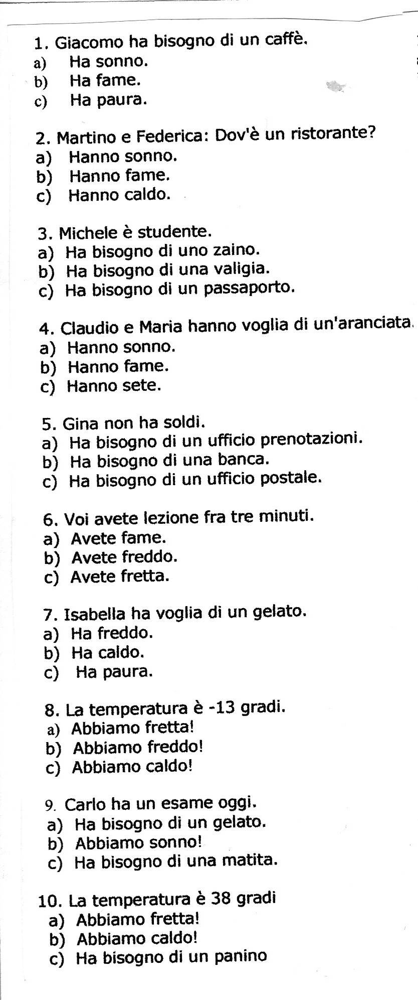 1. Giacomo ha bisogno di un caffè.
a) Ha sonno.
b) Ha fame.
c) Ha paura.
2. Martino e Federica: Dov'è un ristorante?
a) Hanno sonno.
b) Hanno fame.
c) Hanno caldo.
3. Michele è studente.
a) Ha bisogno di uno zaino.
b) Ha bisogno di una valigia.
c) Ha bisogno di un passaporto.
4. Claudio e Maria hanno voglia di un'aranciata.
a) Hanno sonno.
b) Hanno fame.
c) Hanno sete.
5. Gina non ha soldi.
a) Ha bisogno di un ufficio prenotazioni.
b) Ha bisogno di una banca.
c) Ha bisogno di un ufficio postale.
6. Voi avete lezione fra tre minuti.
a) Avete fame.
b) Avete freddo.
c) Avete fretta.
7. Isabella ha voglia di un gelato.
a) Ha freddo.
b) Ha caldo.
c) Ha paura.
8. La temperatura è -13 gradi.
a) Abbiamo fretta!
b) Abbiamo freddo!
c) Abbiamo caldo!
9. Carlo ha un esame oggi.
a) Ha bisogno di un gelato.
b) Abbiamo sonno!
c) Ha bisogno di una matita.
10. La temperatura è 38 gradi
a) Abbiamo fretta!
b) Abbiamo caldo!
c) Ha bisogno di un panino